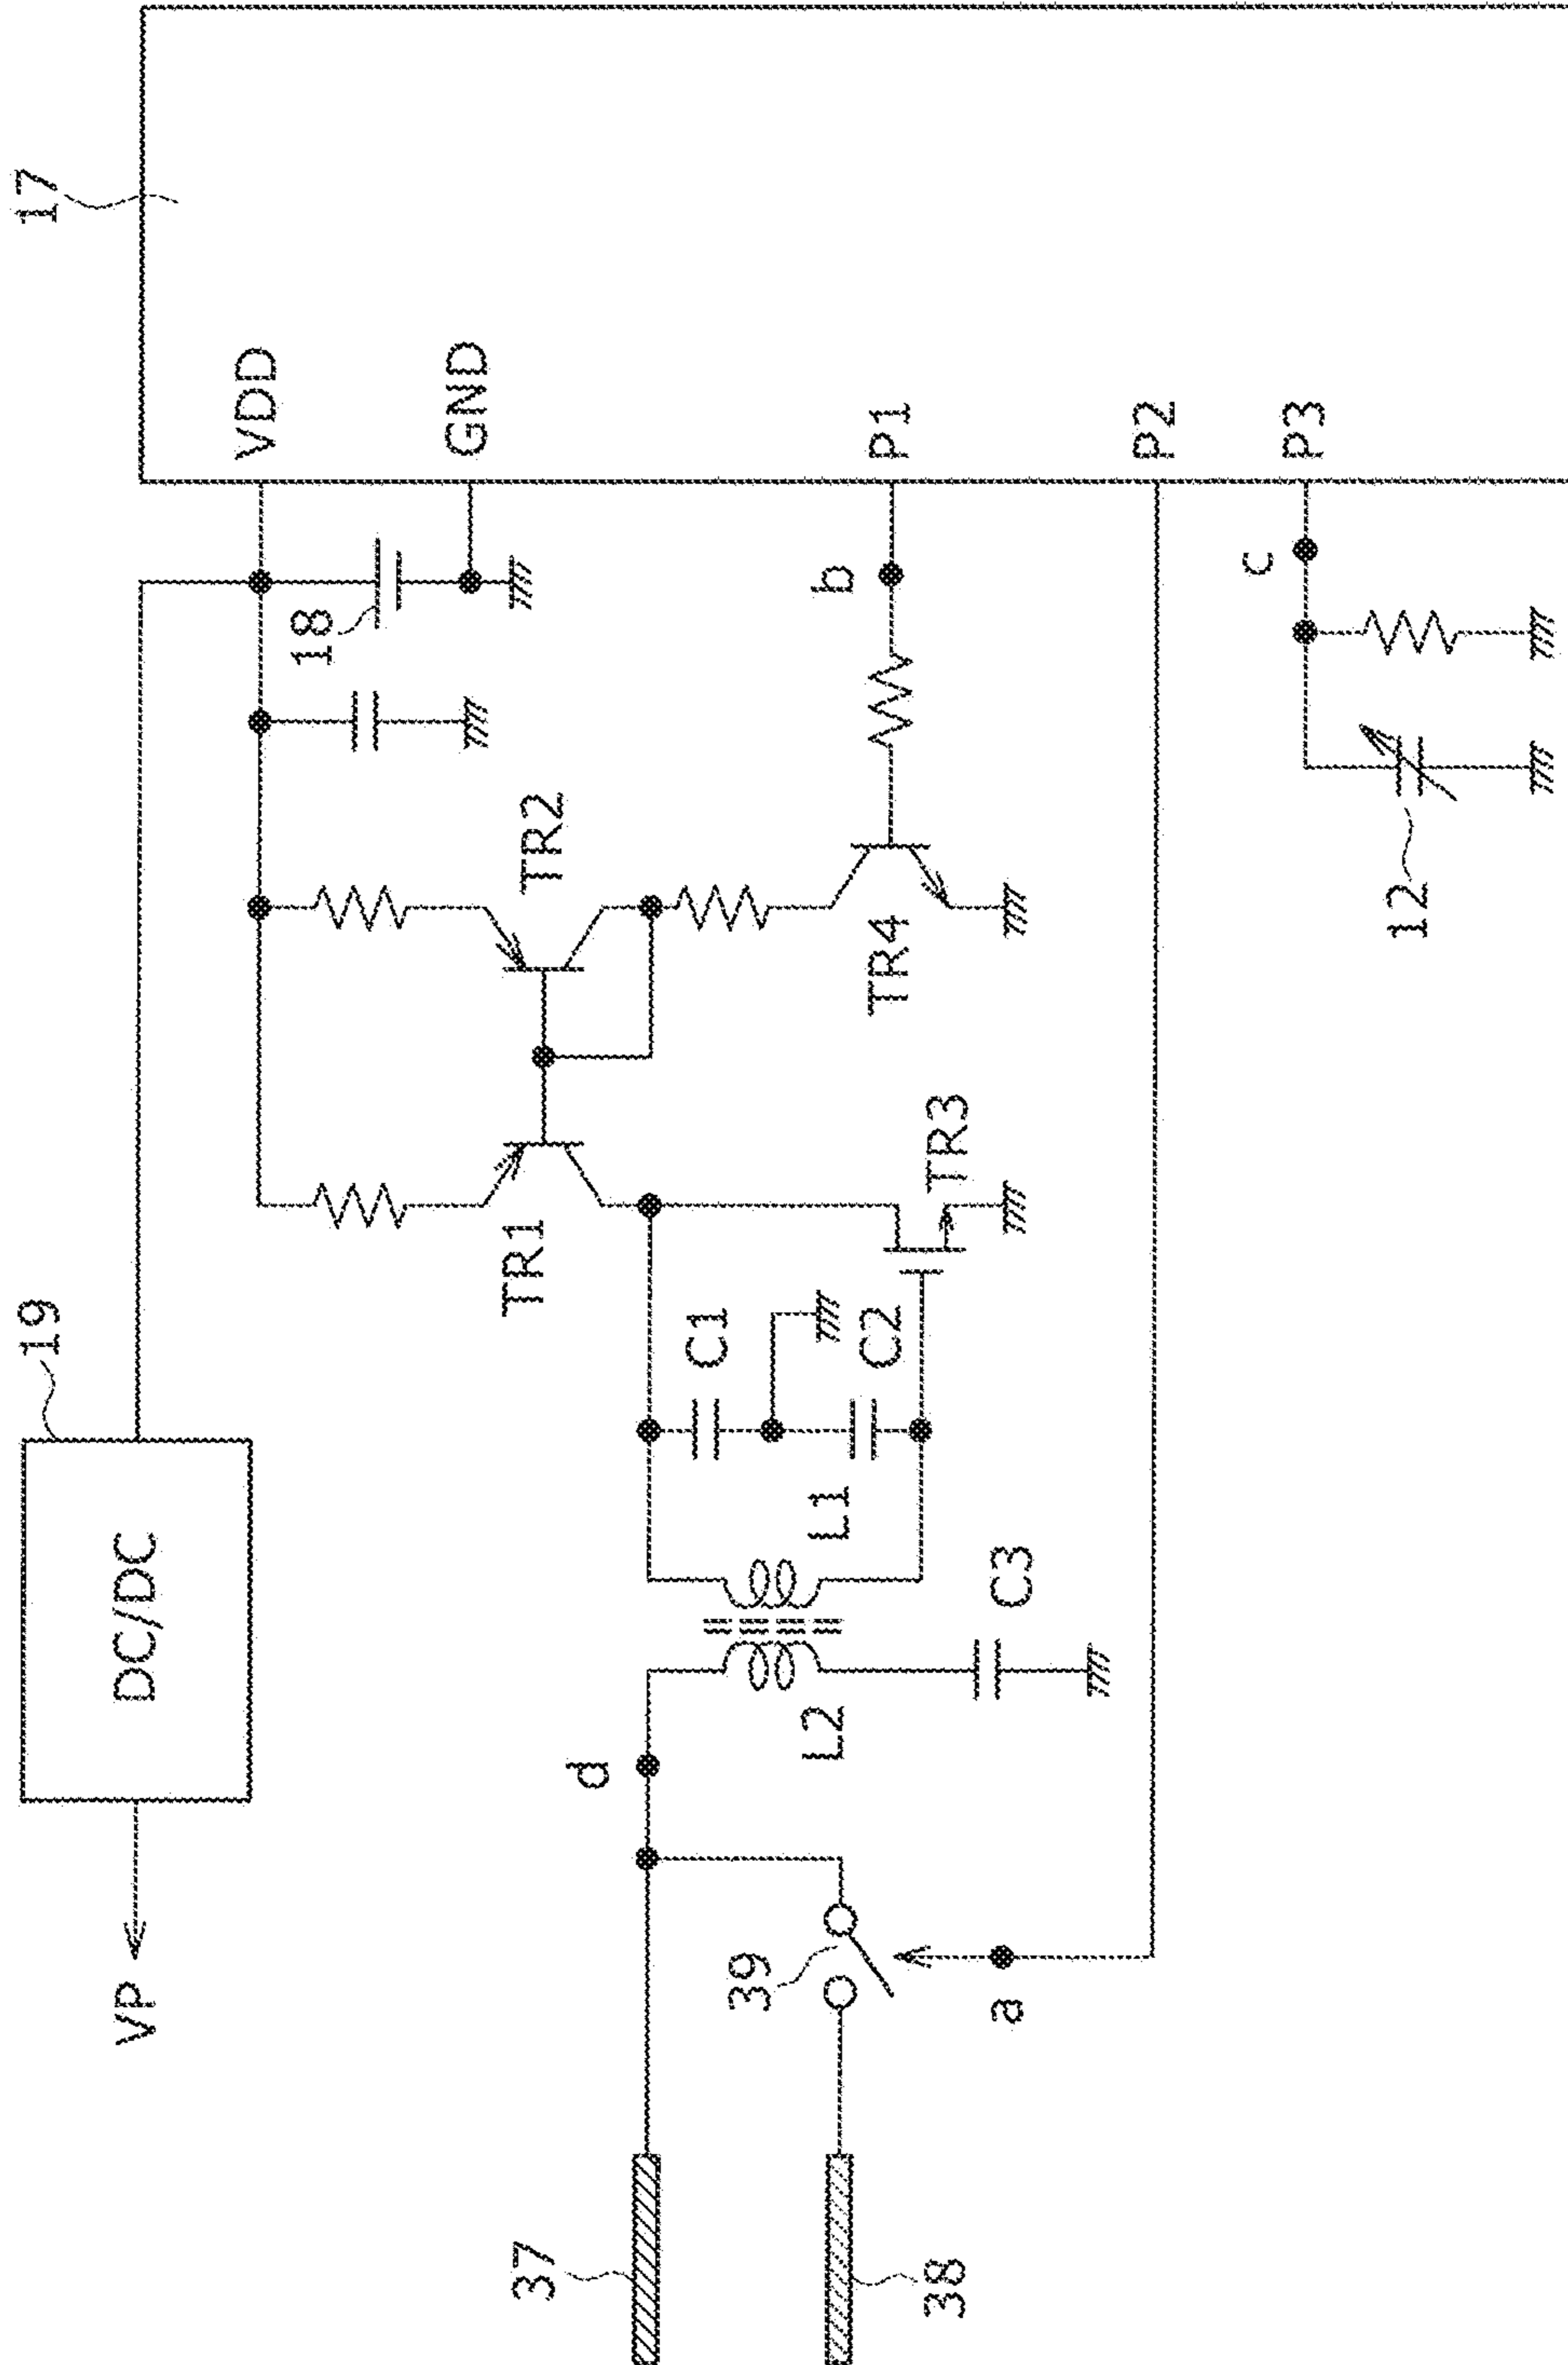 17
VDD
GND
P1
P2
P3
18
b
c
12
TR2
TR4
TR1
TR3
19
DC/DC
VP
C1
C2
L1
L2
C3
d
39
a
37
38